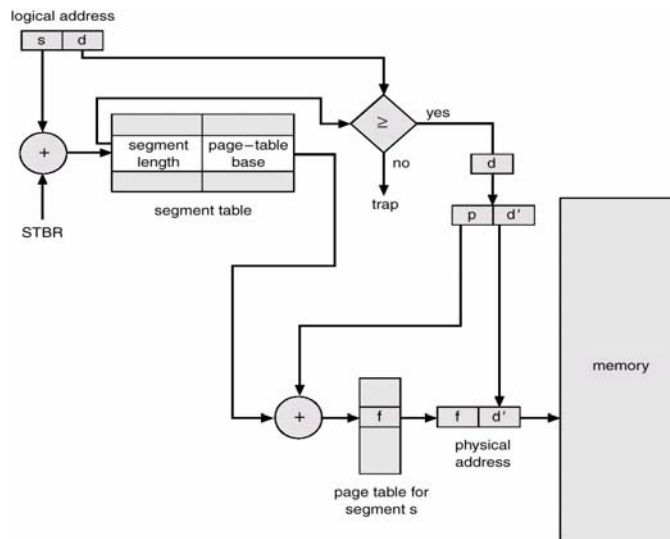 logical address
s d
≥
yes
no
trap
+
segment length
page-table base
segment table
STBR
d
p d′
memory
+
f
f d′
physical address
page table for segment s